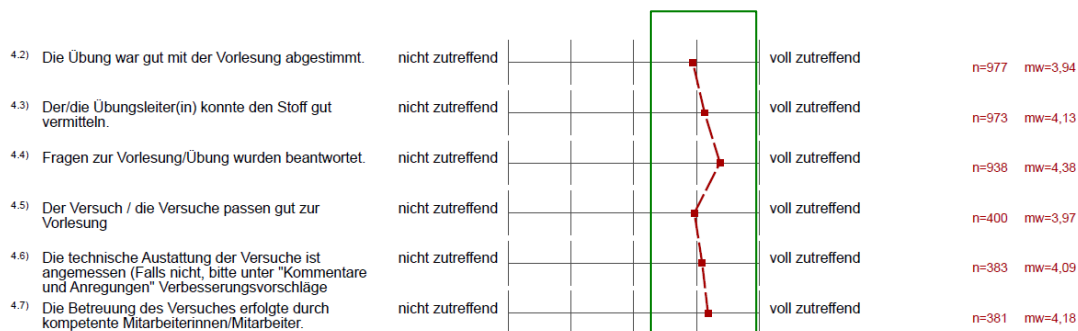 4.2) Die Übung war gut mit der Vorlesung abgestimmt. nicht zutreffend voll zutreffend n=977 mw=3,94
4.3) Der/die Übungsleiter(in) konnte den Stoff gut nicht zutreffend voll zutreffend
vermitteln. n=973 mw=4,13
4.4) Fragen zur Vorlesung/Übung wurden beantwortet. nicht zutreffend voll zutreffend n=938 mw=4,38
4.5) Der Versuch / die Versuche passen gut zur nicht zutreffend voll zutreffend
Vorlesung n=400 mw=3,97
4.6) Die technische Austattung der Versuche ist nicht zutreffend voll zutreffend
angemessen (Falls nicht, bitte unter "Kommentare n=383 mw=4,09
und Anregungen" Verbesserungsvorschläge
4.7) Die Betreuung des Versuches erfolgte durch nicht zutreffend voll zutreffend
kompetente Mitarbeiterinnen/Mitarbeiter. n=381 mw=4,18